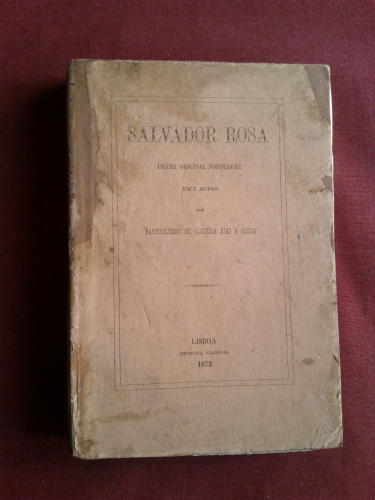 SALVADOR ROSA
DRAMA ORIGINAL PORTUGUEZ
EM 5 ACTOS
POR
BARTHOLOMEU DE OLIVEIRA DIAS E SOUSA
LISBOA
IMPRENSA NACIONAL
1872